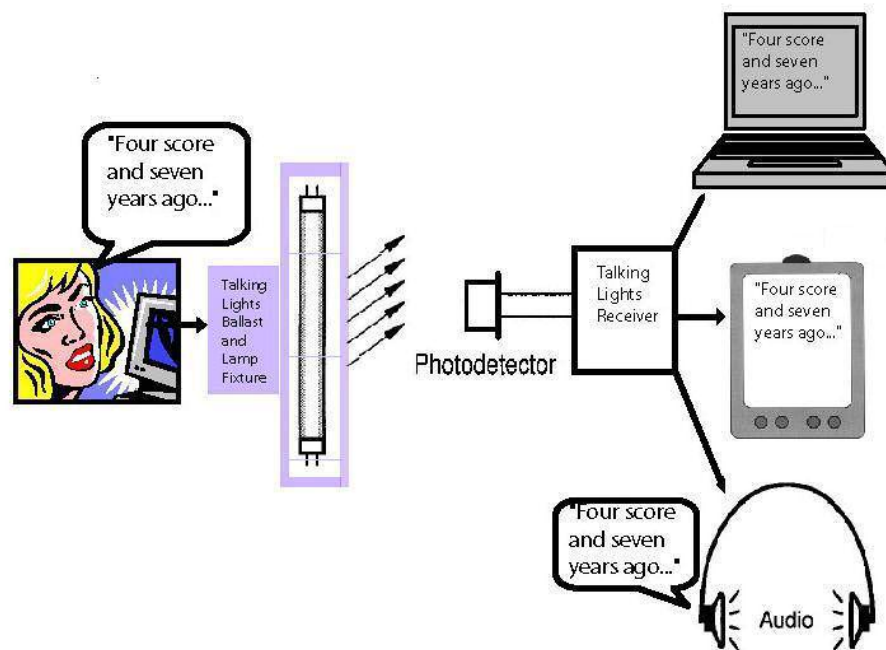 "Four score
and seven
years ago..."
Talking
Lights
Ballast
and
Lamp
Fixture
Photodetector
Talking
Lights
Receiver
"Four score
and seven
years ago..."
"Four score
and seven
years ago..."
"Four score
and seven
years ago..."
Audio